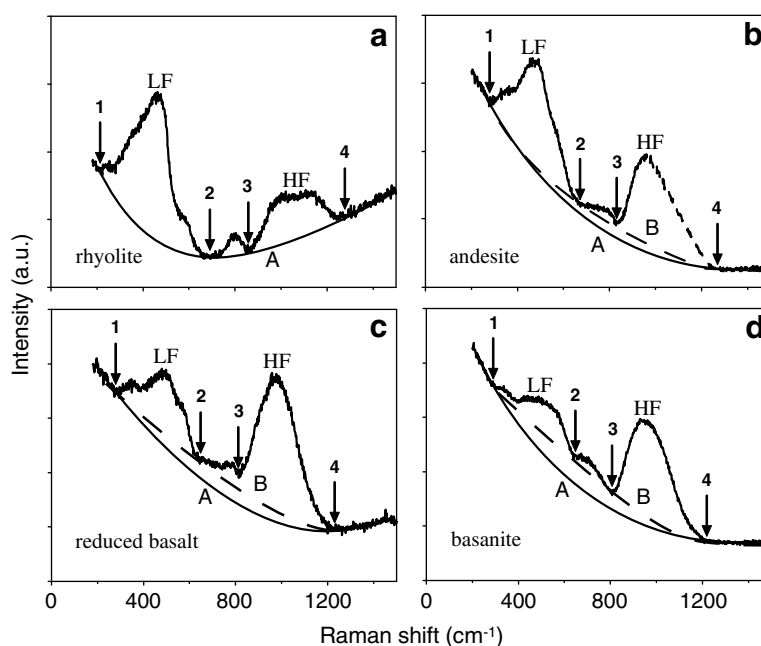 a
1
LF
2
3
HF
4
A
rhyolite
b
1
LF
2
3
HF
4
A
B
andesite
c
1
LF
2
3
HF
4
A
B
reduced basalt
d
1
LF
2
3
HF
4
A
B
basanite
Intensity (a.u.)
0 400 800 1200
0 400 800 1200
Raman shift (cm-1)